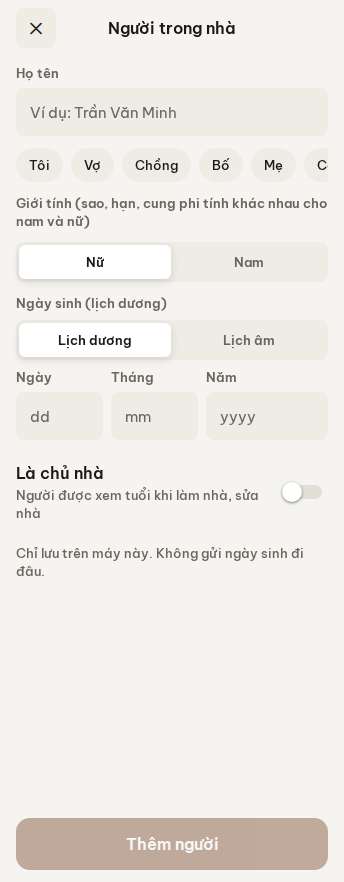 Người trong nhà
Họ tên
Ví dụ: Trần Văn Minh
Tôi
Vợ
Chồng
Bố
Mẹ
Giới tính (sao, hạn, cung phi tính khác nhau cho
nam và nữ)
Nữ
Nam
Ngày sinh (lịch dương)
Lịch dương
Lịch âm
Ngày
Tháng
Năm
dd
mm
yyyy
Là chủ nhà
Người được xem tuổi khi làm nhà, sửa
nhà
Chỉ lưu trên máy này. Không gửi ngày sinh đi
đâu.
Thêm người